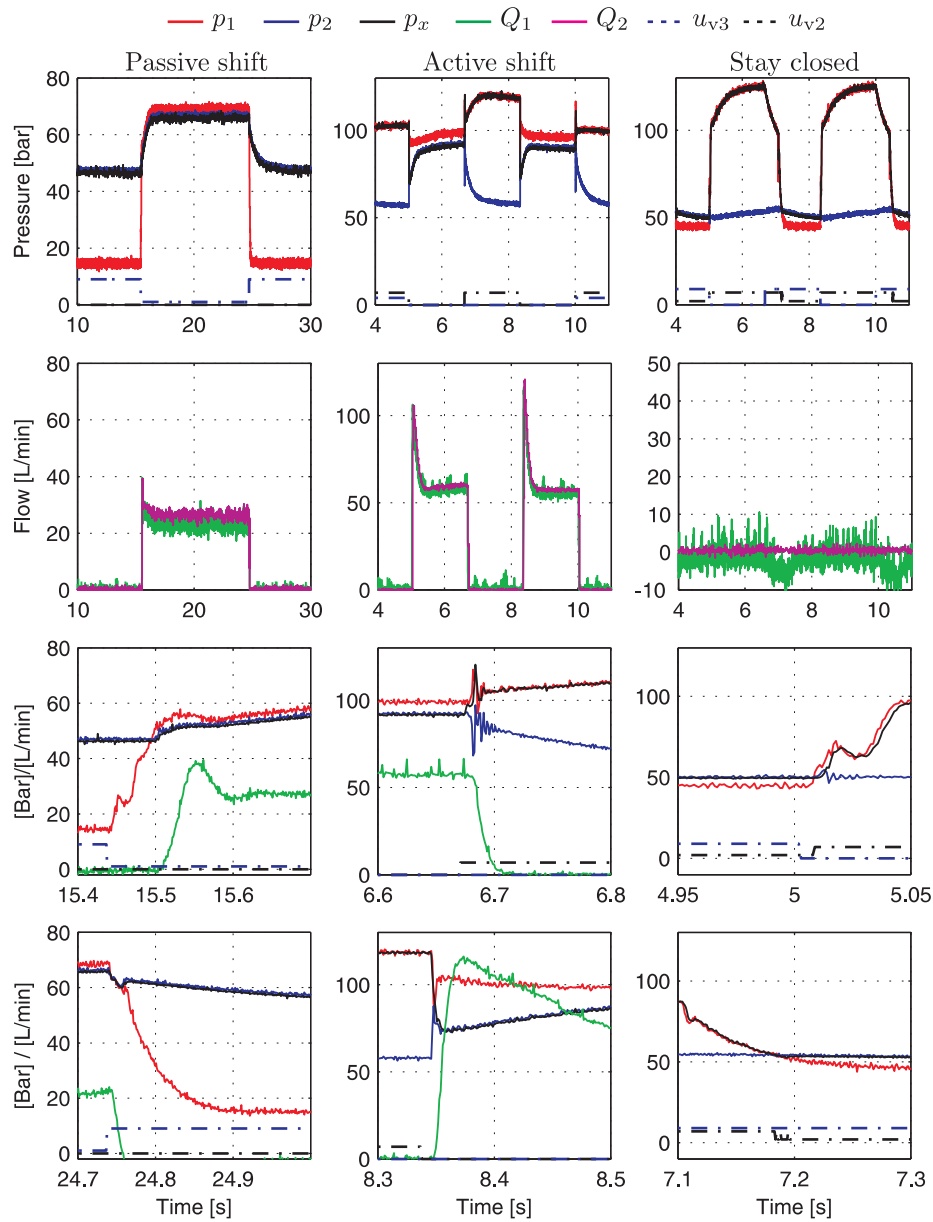 p₁ p₂ pₓ Q₁ Q₂ u_v3 u_v2
Passive shift Active shift Stay closed
Pressure [bar]
80
60
40
20
0
10 20 30
100
50
0
4 6 8 10
100
50
0
4 6 8 10
Flow [L/min]
80
60
40
20
0
10 20 30
100
50
0
4 6 8 10
50
40
30
20
10
0
-10
4 6 8 10
[Bar]/[L/min]
80
60
40
20
0
15.4 15.5 15.6
100
50
0
6.6 6.7 6.8
100
50
0
4.95 5 5.05
[Bar] / [L/min]
80
60
40
20
0
24.7 24.8 24.9
100
50
0
8.3 8.4 8.5
100
50
0
7.1 7.2 7.3
Time [s] Time [s] Time [s]